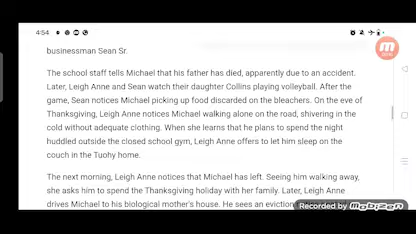 4:54
businessman Sean Sr.
The school staff tells Michael that his father has died, apparently due to an accident.
Later, Leigh Anne and Sean watch their daughter Collins playing volleyball. After the
game, Sean notices Michael picking up food discarded on the bleachers. On the eve of
Thanksgiving, Leigh Anne notices Michael walking alone on the road, shivering in the
cold without adequate clothing. When she learns that he plans to spend the night
huddled outside the closed school gym, Leigh Anne offers to let him sleep on the
couch in the Tuohy home.
The next morning, Leigh Anne notices that Michael has left. Seeing him walking away,
she asks him to spend the Thanksgiving holiday with her family. Later, Leigh Anne
drives Michael to his biological mother's house. He sees an eviction
Recorded by Mobizen